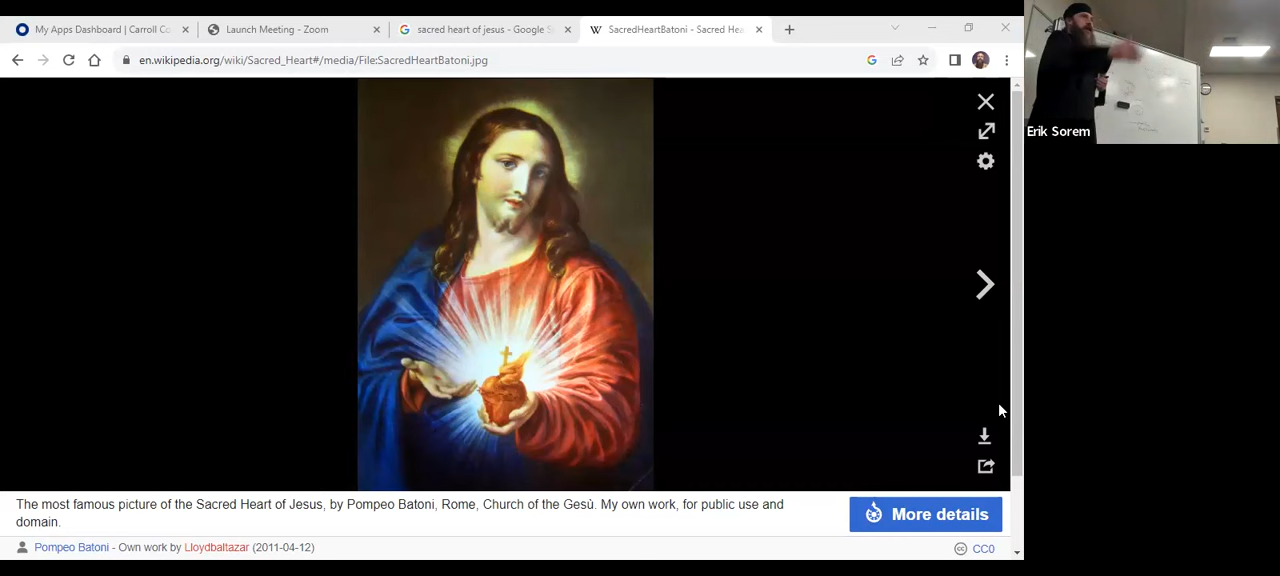 My Apps Dashboard | Carroll Co
Launch Meeting - Zoom
sacred heart of jesus - Google S
SacredHeartBatoni - Sacred Hea
en.wikipedia.org/wiki/Sacred_Heart#/media/File:SacredHeartBatoni.jpg
Erik Sorem
The most famous picture of the Sacred Heart of Jesus, by Pompeo Batoni, Rome, Church of the Gesù. My own work, for public use and
domain.
More details
Pompeo Batoni - Own work by Lloydbaltazar (2011-04-12)
CC0